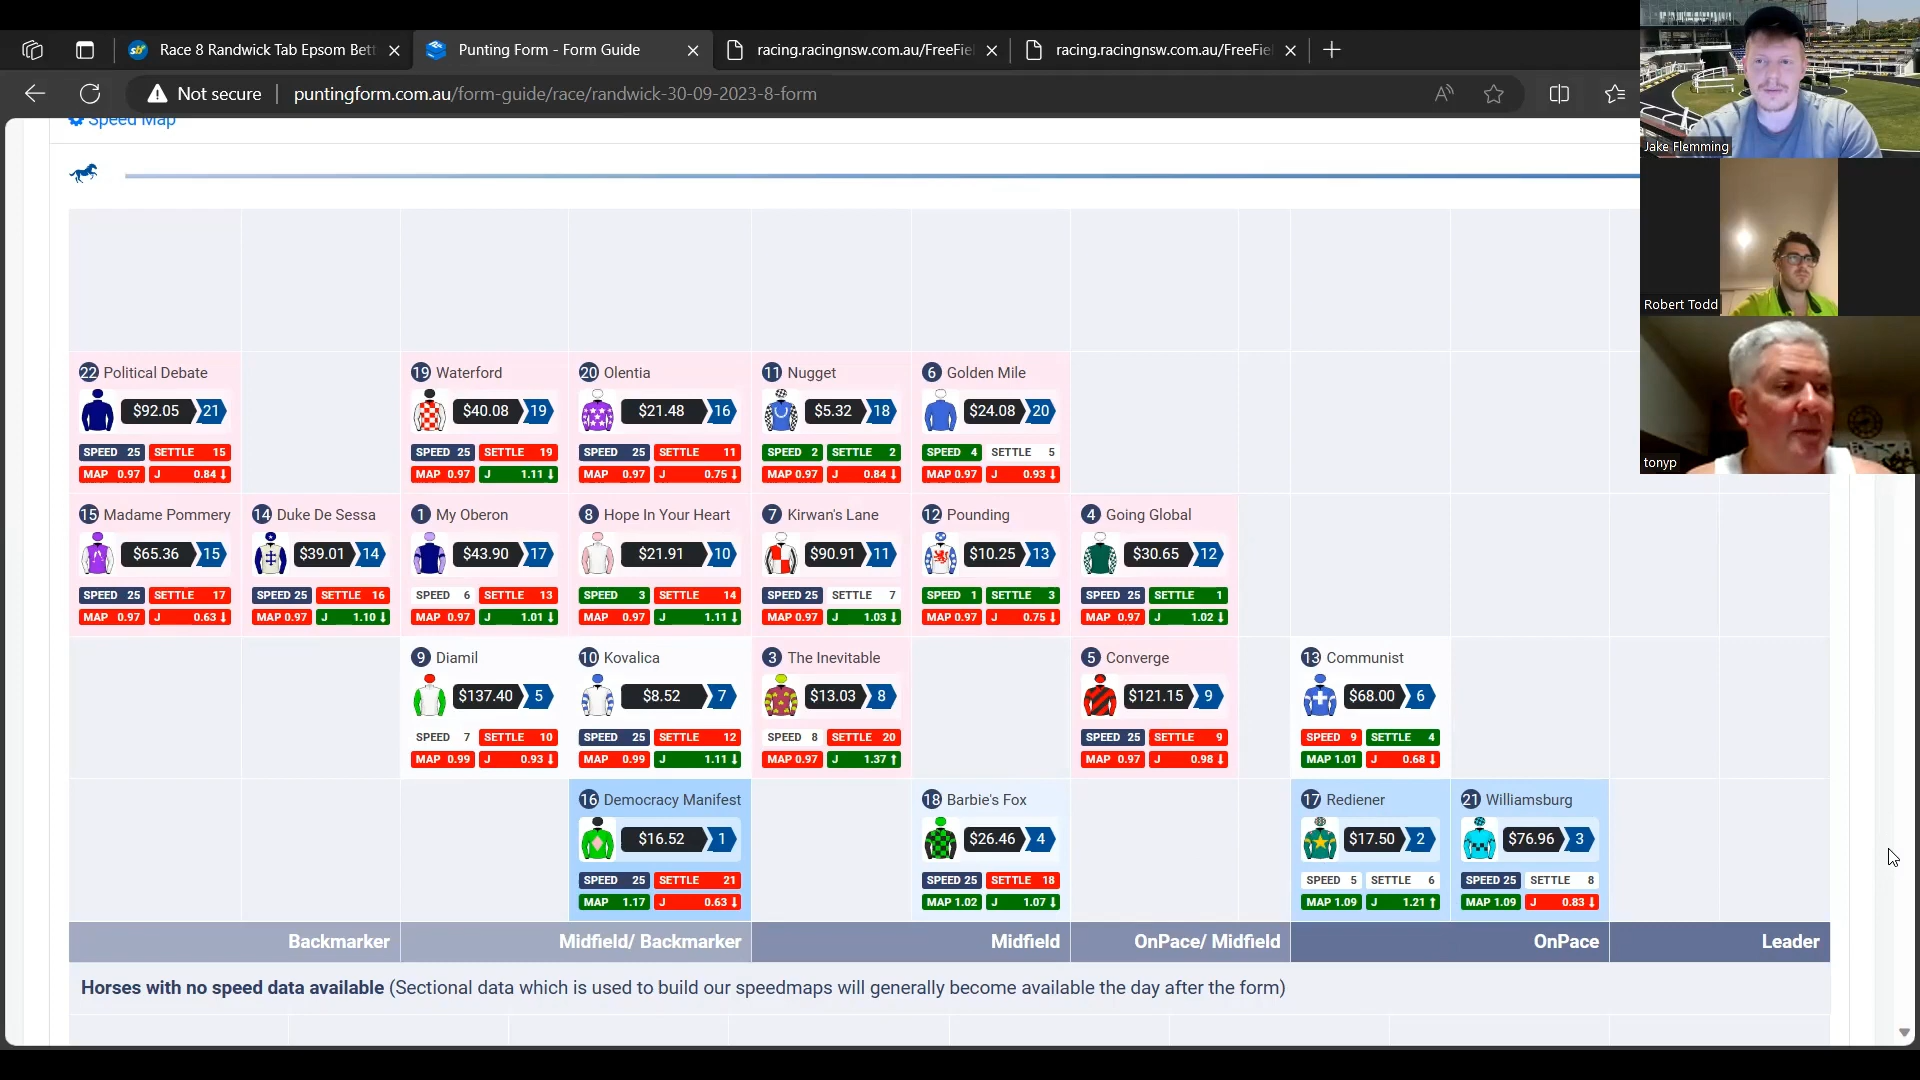 Race 8 Randwick Tab Epsom Bett
Punting Form - Form Guide
racing.racingnsw.com.au/FreeFie
racing.racingnsw.com.au/FreeFie
Not secure
puntingform.com.au/form-guide/race/randwick-30-09-2023-8-form
Jake Flemming
Robert Todd
tonyp
Speed Map
22 Political Debate
$92.05 21
SPEED 25 SETTLE 15
MAP 0.97 J 0.84
19 Waterford
$40.08 19
SPEED 25 SETTLE 19
MAP 0.97 J 1.11
20 Olentia
$21.48 16
SPEED 25 SETTLE 11
MAP 0.97 J 0.75
11 Nugget
$5.32 18
SPEED 2 SETTLE 2
MAP 0.97 J 0.84
6 Golden Mile
$24.08 20
SPEED 4 SETTLE 5
MAP 0.97 J 0.93
15 Madame Pommery
$65.36 15
SPEED 25 SETTLE 17
MAP 0.97 J 0.63
14 Duke De Sessa
$39.01 14
SPEED 25 SETTLE 16
MAP 0.97 J 1.10
1 My Oberon
$43.90 17
SPEED 6 SETTLE 13
MAP 0.97 J 1.01
8 Hope In Your Heart
$21.91 10
SPEED 3 SETTLE 14
MAP 0.97 J 1.11
7 Kirwan's Lane
$90.91 11
SPEED 25 SETTLE 7
MAP 0.97 J 1.03
12 Pounding
$10.25 13
SPEED 1 SETTLE 3
MAP 0.97 J 0.75
4 Going Global
$30.65 12
SPEED 25 SETTLE 1
MAP 0.97 J 1.02
9 Diamil
$137.40 5
SPEED 7 SETTLE 10
MAP 0.99 J 0.93
10 Kovalica
$8.52 7
SPEED 25 SETTLE 12
MAP 0.99 J 1.11
3 The Inevitable
$13.03 8
SPEED 8 SETTLE 20
MAP 0.97 J 1.37
5 Converge
$121.15 9
SPEED 25 SETTLE 9
MAP 0.97 J 0.98
13 Communist
$68.00 6
SPEED 9 SETTLE 4
MAP 1.01 J 0.68
16 Democracy Manifest
$16.52 1
SPEED 25 SETTLE 21
MAP 1.17 J 0.63
18 Barbie's Fox
$26.46 4
SPEED 25 SETTLE 18
MAP 1.02 J 1.07
17 Rediener
$17.50 2
SPEED 5 SETTLE 6
MAP 1.09 J 1.21
21 Williamsburg
$76.96 3
SPEED 25 SETTLE 8
MAP 1.09 J 0.83
Backmarker Midfield/ Backmarker Midfield OnPace/ Midfield OnPace Leader
Horses with no speed data available (Sectional data which is used to build our speedmaps will generally become available the day after the form)